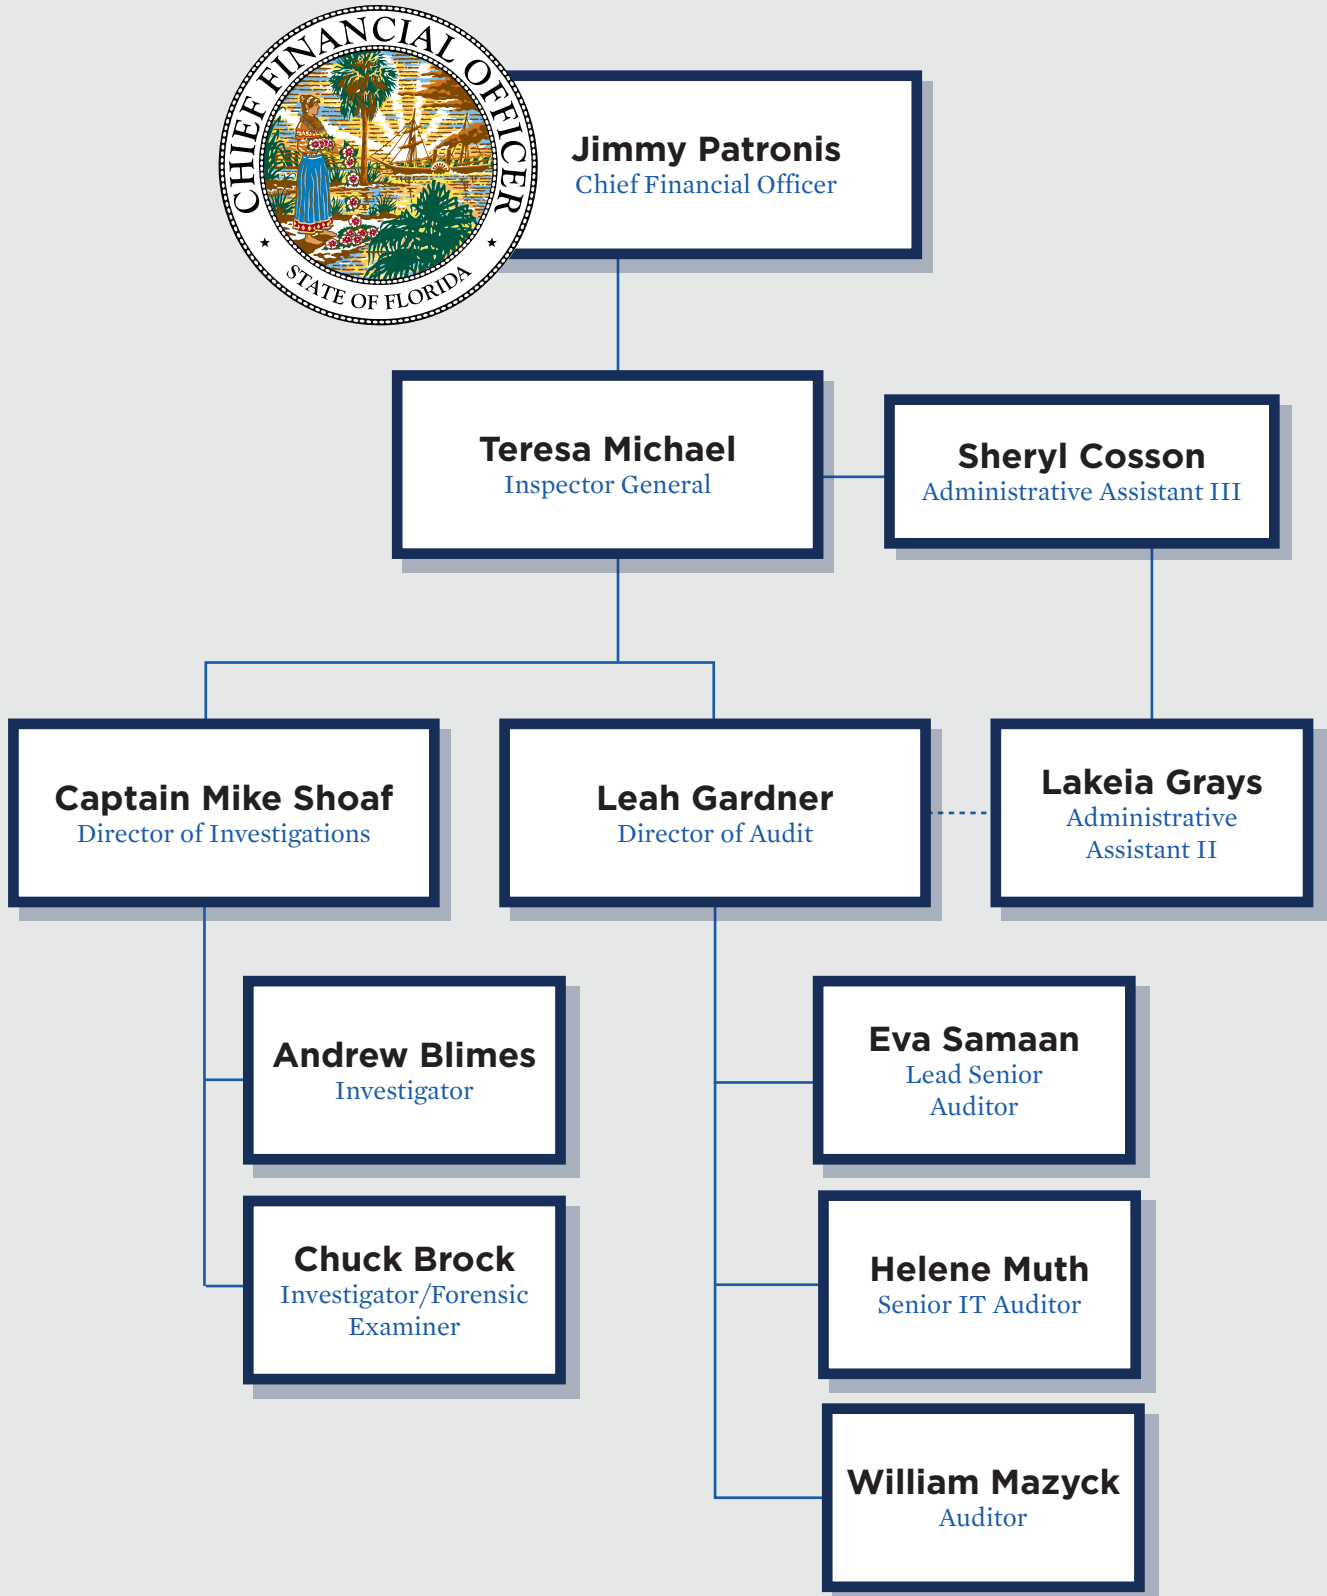 CHIEF FINANCIAL OFFICER
STATE OF FLORIDA
Jimmy Patronis
Chief Financial Officer
Teresa Michael
Inspector General
Sheryl Cosson
Administrative Assistant III
Captain Mike Shoaf
Director of Investigations
Leah Gardner
Director of Audit
Lakeia Grays
Administrative
Assistant II
Andrew Blimes
Investigator
Eva Samaan
Lead Senior
Auditor
Chuck Brock
Investigator/Forensic
Examiner
Helene Muth
Senior IT Auditor
William Mazyck
Auditor